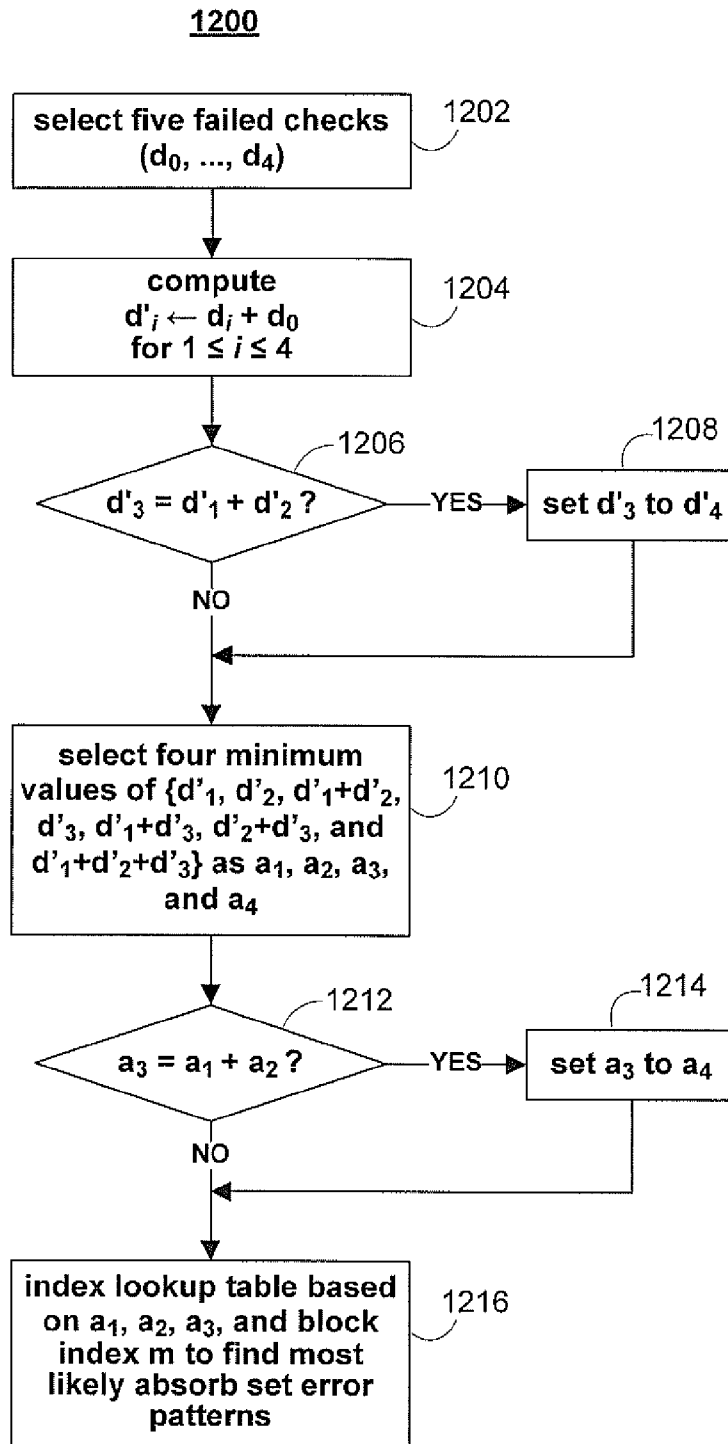 1200
select five failed checks
(d₀, ..., d₄)
1202
compute
d'ᵢ ← dᵢ + d₀
for 1 ≤ i ≤ 4
1204
1206
d'₃ = d'₁ + d'₂ ?
YES
1208
set d'₃ to d'₄
NO
select four minimum
values of {d'₁, d'₂, d'₁+d'₂,
d'₃, d'₁+d'₃, d'₂+d'₃, and
d'₁+d'₂+d'₃} as a₁, a₂, a₃,
and a₄
1210
1212
a₃ = a₁ + a₂ ?
YES
1214
set a₃ to a₄
NO
index lookup table based
on a₁, a₂, a₃, and block
index m to find most
likely absorb set error
patterns
1216